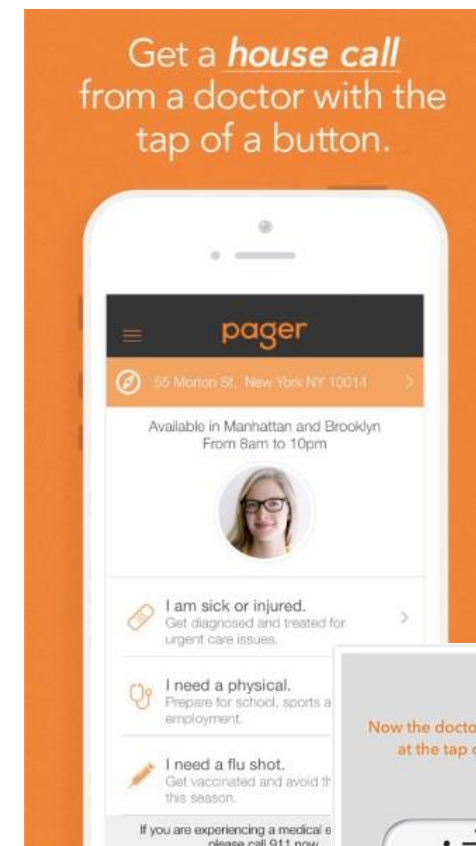 Get a house call
from a doctor with the
tap of a button.
pager
55 Morton St, New York NY 10014
Available in Manhattan and Brooklyn
From 8am to 10pm
I am sick or injured.
Get diagnosed and treated for
urgent care issues.
I need a physical.
Prepare for school, sports a
employment.
I need a flu shot.
Get vaccinated and avoid th
this season.
If you are experiencing a medical e
please call 911 now
Now the docto
at the tap o